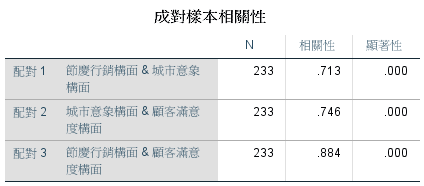 成對樣本相關性
N 相關性 顯著性
配對 1 節慶行銷構面 & 城市意象 233 .713 .000
構面
配對 2 城市意象構面 & 顧客滿意 233 .746 .000
度構面
配對 3 節慶行銷構面 & 顧客滿意 233 .884 .000
度構面